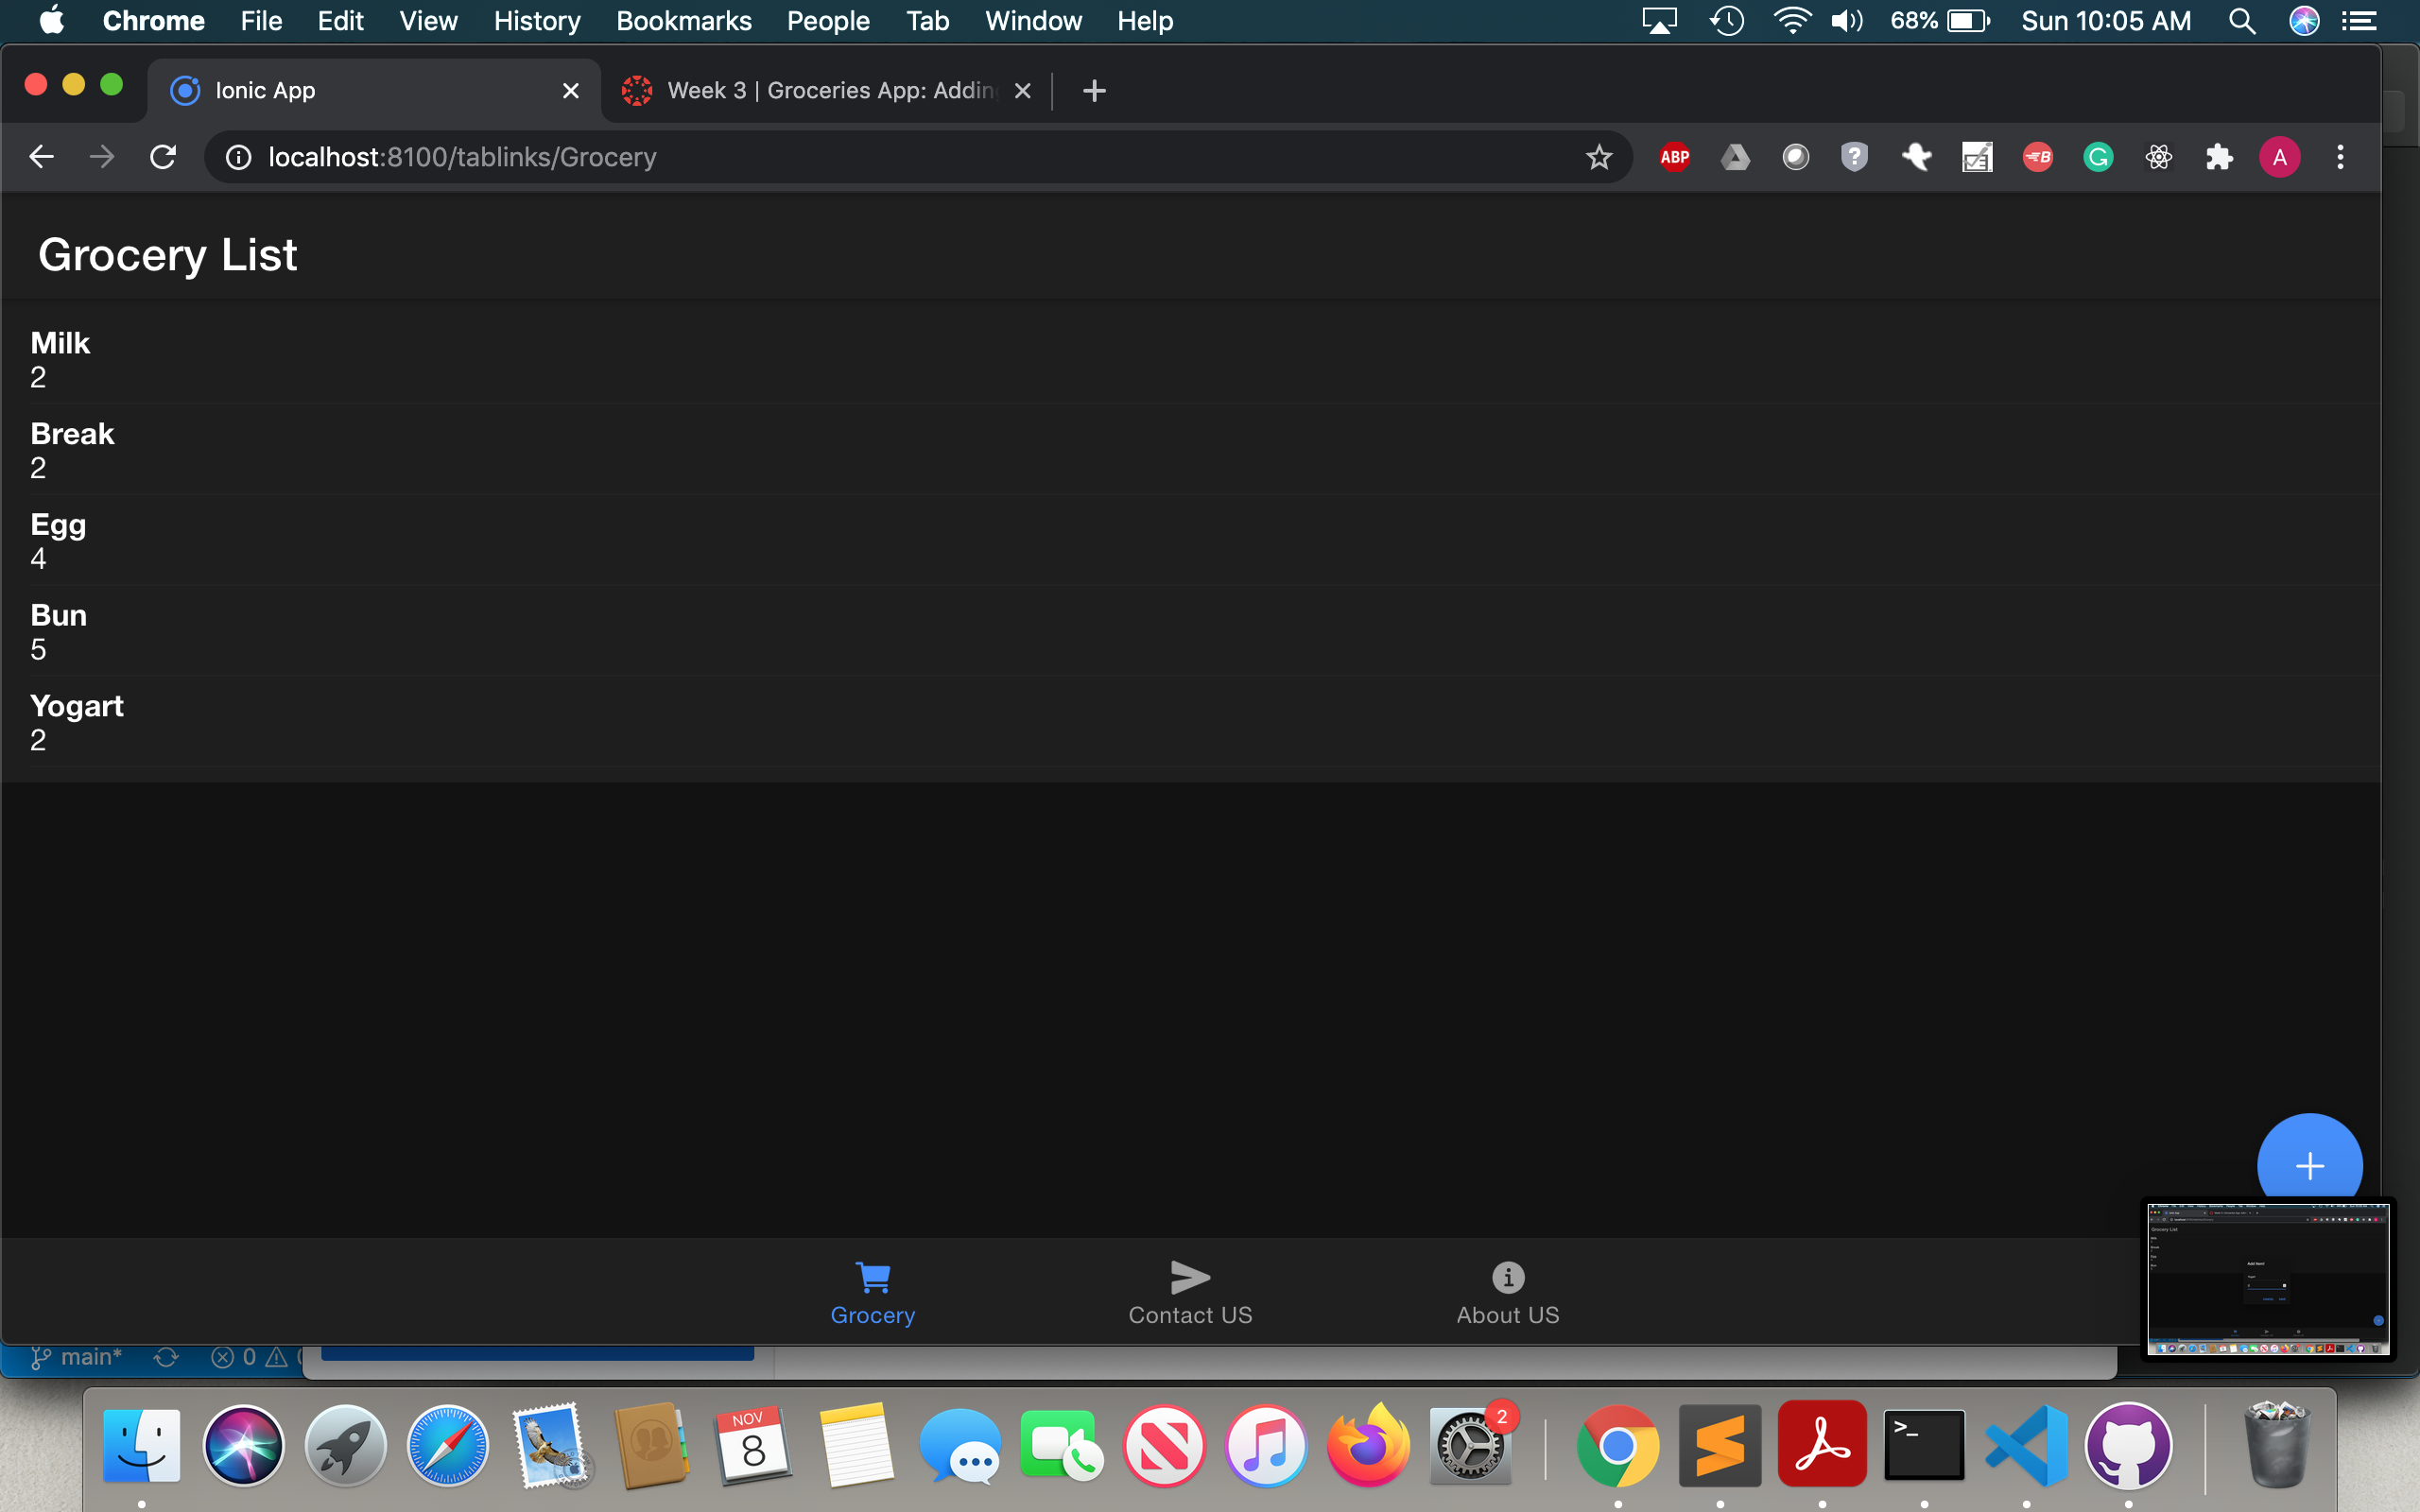 Chrome File Edit View History Bookmarks People Tab Window Help 68% Sun 10:05 AM
Ionic App Week 3 | Groceries App: Adding
localhost:8100/tablinks/Grocery ABP A
Grocery List
Milk
2
Break
2
Egg
4
Bun
5
Yogart
2
Grocery Contact US About US
main* 0
NOV
8
2